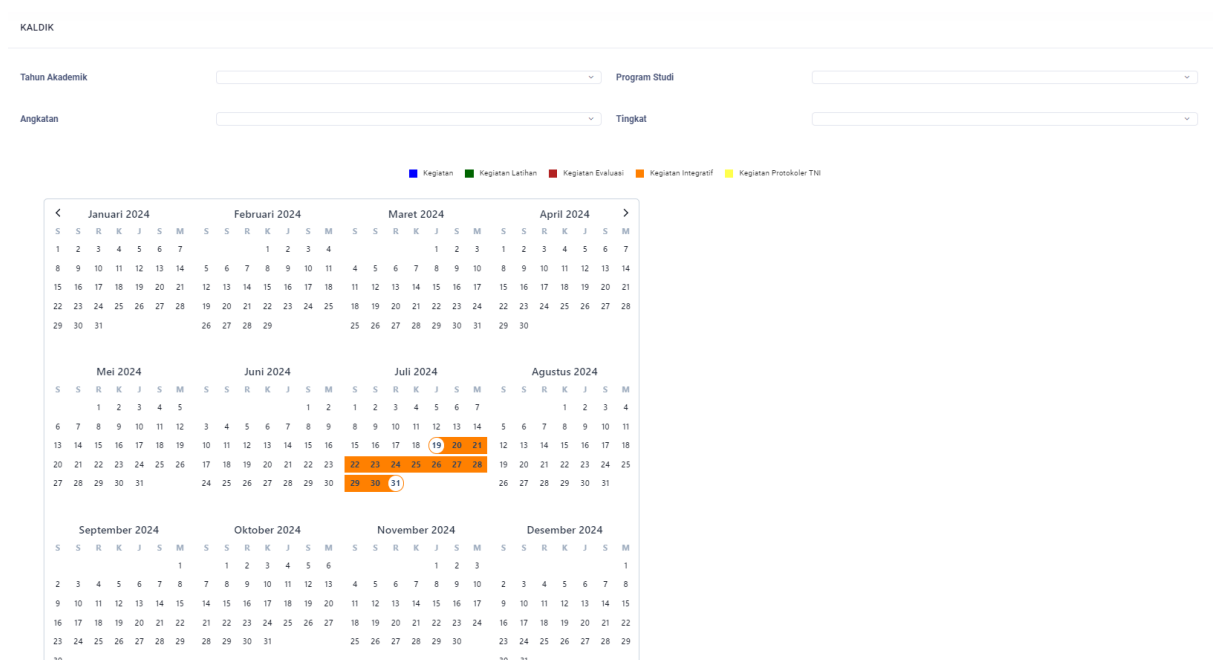 KALDIK
Tahun Akademik Program Studi
Angkatan Tingkat
Kegiatan Kegiatan Latihan Kegiatan Evaluasi Kegiatan Integratif Kegiatan Protokoler TNI
Januari 2024 Februari 2024 Maret 2024 April 2024
S S R K J S M S S R K J S M S S R K J S M S S R K J S M
1 2 3 4 5 6 7 1 2 3 4 1 2 3 1 2 3 4 5 6 7
8 9 10 11 12 13 14 5 6 7 8 9 10 11 4 5 6 7 8 9 10 8 9 10 11 12 13 14
15 16 17 18 19 20 21 12 13 14 15 16 17 18 11 12 13 14 15 16 17 15 16 17 18 19 20 21
22 23 24 25 26 27 28 19 20 21 22 23 24 25 18 19 20 21 22 23 24 22 23 24 25 26 27 28
29 30 31 26 27 28 29 25 26 27 28 29 30 31 29 30
Mei 2024 Juni 2024 Juli 2024 Agustus 2024
S S R K J S M S S R K J S M S S R K J S M S S R K J S M
1 2 3 4 5 1 2 1 2 3 4 5 6 7 1 2 3 4
6 7 8 9 10 11 12 3 4 5 6 7 8 9 8 9 10 11 12 13 14 5 6 7 8 9 10 11
13 14 15 16 17 18 19 10 11 12 13 14 15 16 15 16 17 18 19 20 21 12 13 14 15 16 17 18
20 21 22 23 24 25 26 17 18 19 20 21 22 23 22 23 24 25 26 27 28 19 20 21 22 23 24 25
27 28 29 30 31 24 25 26 27 28 29 30 29 30 31 26 27 28 29 30 31
September 2024 Oktober 2024 November 2024 Desember 2024
S S R K J S M S S R K J S M S S R K J S M S S R K J S M
1 1 2 3 4 5 6 1 2 3 1
2 3 4 5 6 7 8 7 8 9 10 11 12 13 4 5 6 7 8 9 10 2 3 4 5 6 7 8
9 10 11 12 13 14 15 14 15 16 17 18 19 20 11 12 13 14 15 16 17 9 10 11 12 13 14 15
16 17 18 19 20 21 22 21 22 23 24 25 26 27 18 19 20 21 22 23 24 16 17 18 19 20 21 22
23 24 25 26 27 28 29 28 29 30 31 25 26 27 28 29 30 23 24 25 26 27 28 29